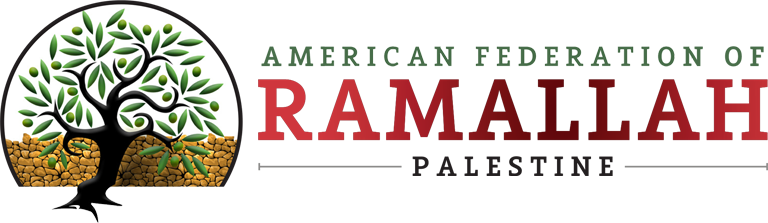 AMERICAN FEDERATION OF
RAMALLAH
PALESTINE